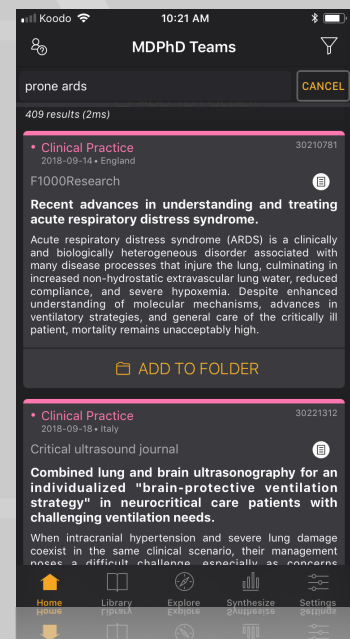 Koodo 10:21 AM
MDPhD Teams
prone ards CANCEL
409 results (2ms)
• Clinical Practice 30210781
2018-09-14 • England
F1000Research
Recent advances in understanding and treating
acute respiratory distress syndrome.
Acute respiratory distress syndrome (ARDS) is a clinically
and biologically heterogeneous disorder associated with
many disease processes that injure the lung, culminating in
increased non-hydrostatic extravascular lung water, reduced
compliance, and severe hypoxemia. Despite enhanced
understanding of molecular mechanisms, advances in
ventilatory strategies, and general care of the critically ill
patient, mortality remains unacceptably high.
ADD TO FOLDER
• Clinical Practice 30221312
2018-09-18 • Italy
Critical ultrasound journal
Combined lung and brain ultrasonography for an
individualized "brain-protective ventilation
strategy" in neurocritical care patients with
challenging ventilation needs.
When intracranial hypertension and severe lung damage
coexist in the same clinical scenario, their management
poses a difficult challenge, especially as concerns
Home Library Explore Synthesize Settings